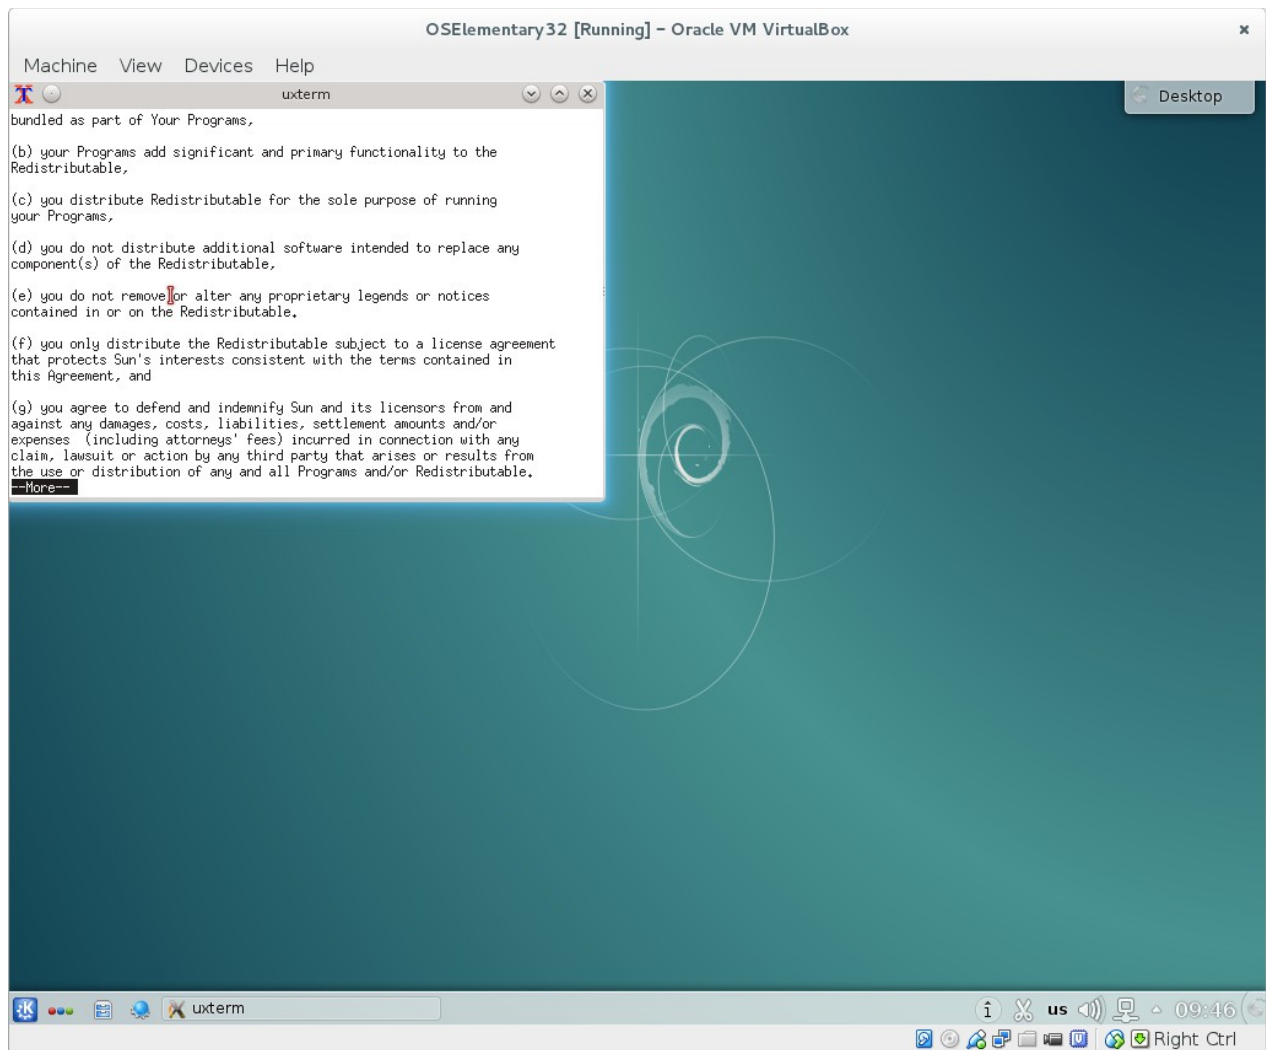 OSElementary32 [Running] - Oracle VM VirtualBox
Machine View Devices Help
uxterm
Desktop
bundled as part of Your Programs,
(b) your Programs add significant and primary functionality to the
Redistributable,
(c) you distribute Redistributable for the sole purpose of running
your Programs,
(d) you do not distribute additional software intended to replace any
component(s) of the Redistributable,
(e) you do not remove or alter any proprietary legends or notices
contained in or on the Redistributable.
(f) you only distribute the Redistributable subject to a license agreement
that protects Sun's interests consistent with the terms contained in
this Agreement, and
(g) you agree to defend and indemnify Sun and its licensors from and
against any damages, costs, liabilities, settlement amounts and/or
expenses  (including attorneys' fees) incurred in connection with any
claim, lawsuit or action by any third party that arises or results from
the use or distribution of any and all Programs and/or Redistributable.
--More--
uxterm
us 09:46
Right Ctrl